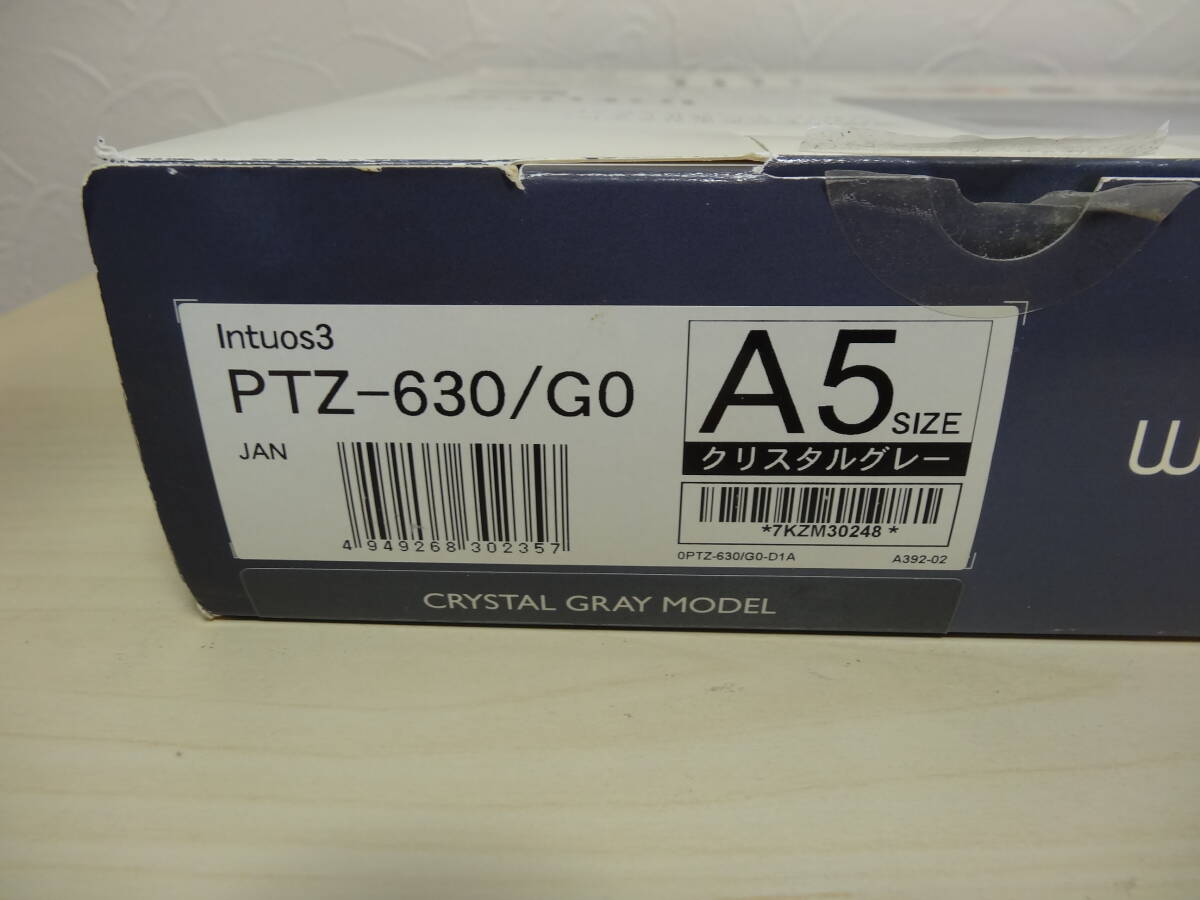 Intuos3
PTZ-630/G0
JAN
4 949268 302357
A5 SIZE
クリスタルグレー
*7KZM30248*
0PTZ-630/G0-D1A
A392-02
CRYSTAL GRAY MODEL
W